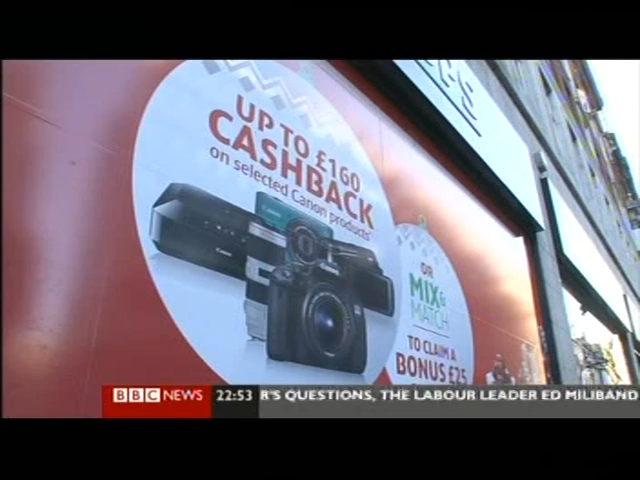 UP TO £160
CASHBACK
on selected Canon products*
OR
MIX &
MATCH
TO CLAIM A
BONUS £25
BBC NEWS 22:53 R'S QUESTIONS, THE LABOUR LEADER ED MILIBAND